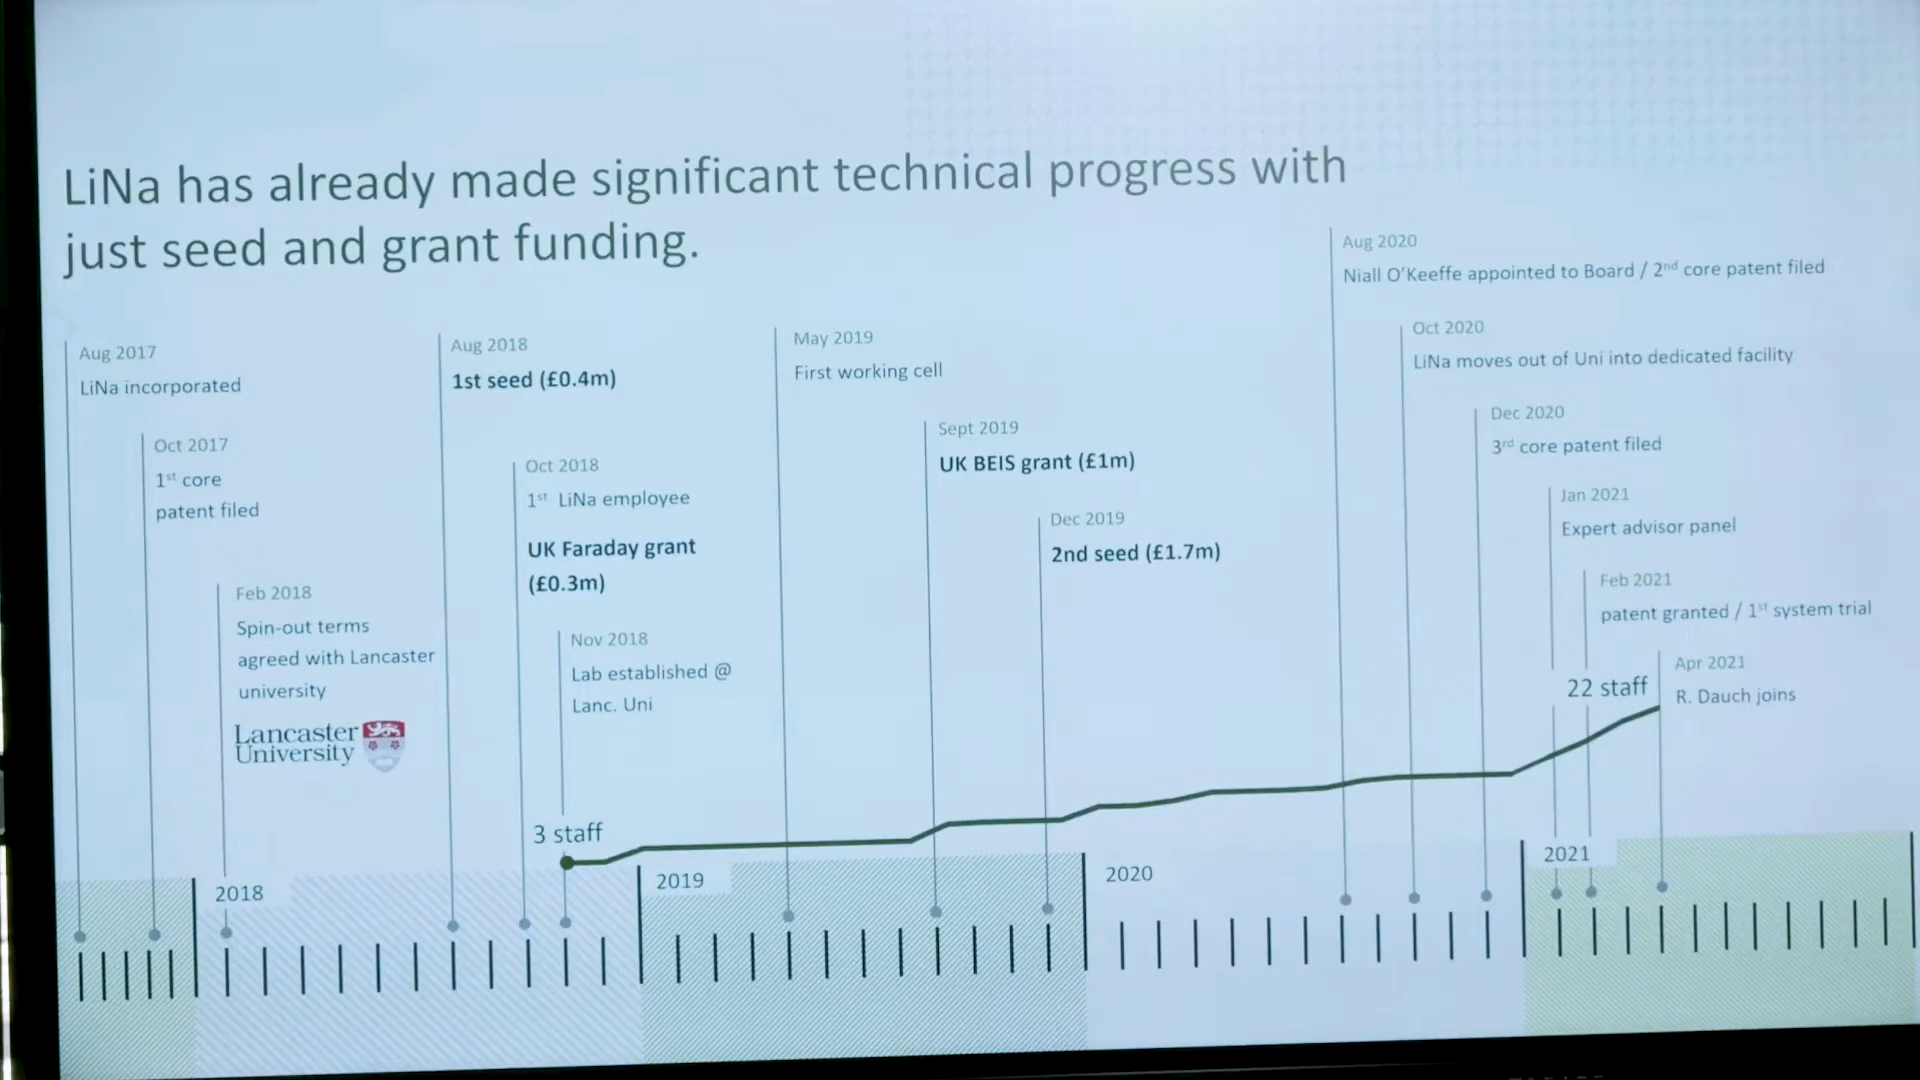 LiNa has already made significant technical progress with
just seed and grant funding.
Aug 2017
LiNa incorporated
Oct 2017
1st core
patent filed
Feb 2018
Spin-out terms
agreed with Lancaster
university
Lancaster
University
Aug 2018
1st seed (£0.4m)
Oct 2018
1st LiNa employee
UK Faraday grant
(£0.3m)
Nov 2018
Lab established @
Lanc. Uni
May 2019
First working cell
Sept 2019
UK BEIS grant (£1m)
Dec 2019
2nd seed (£1.7m)
Aug 2020
Niall O'Keeffe appointed to Board / 2nd core patent filed
Oct 2020
LiNa moves out of Uni into dedicated facility
Dec 2020
3rd core patent filed
Jan 2021
Expert advisor panel
Feb 2021
patent granted / 1st system trial
Apr 2021
R. Dauch joins
22 staff
3 staff
2018
2019
2020
2021